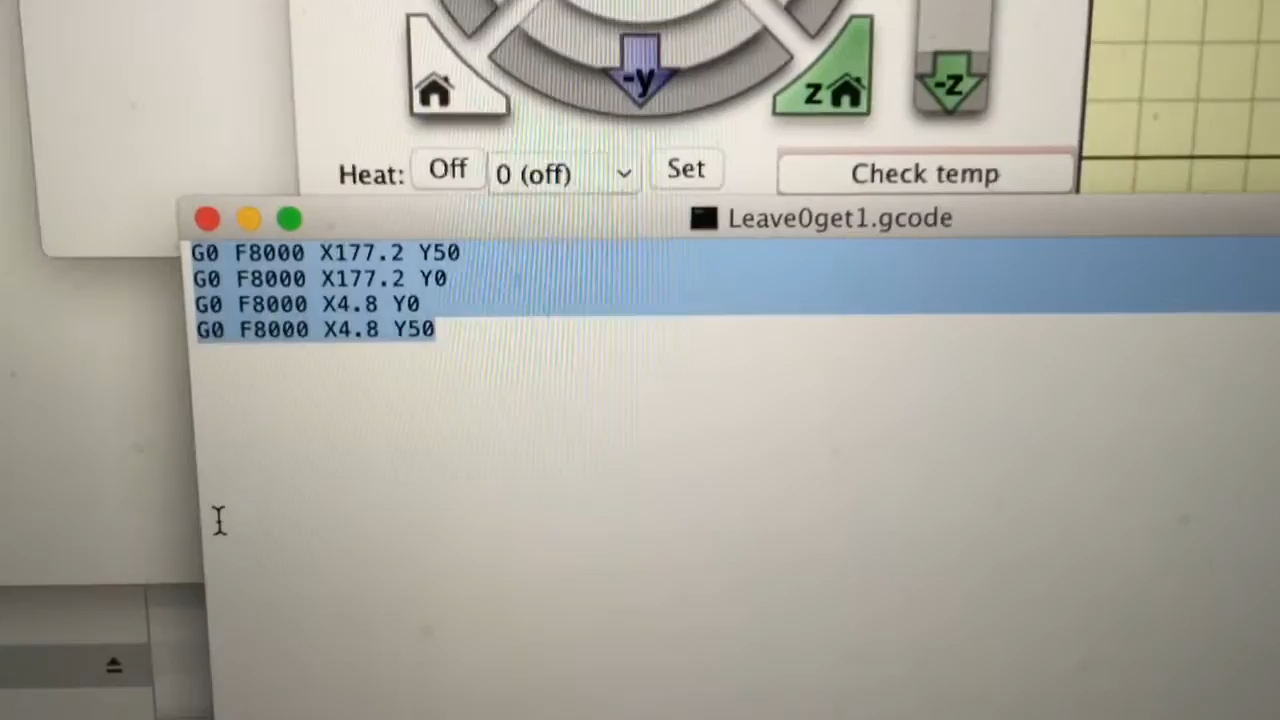 -y
z
-z
Heat: Off 0 (off) Set Check temp
Leave0get1.gcode
G0 F8000 X177.2 Y50
G0 F8000 X177.2 Y0
G0 F8000 X4.8 Y0
G0 F8000 X4.8 Y50